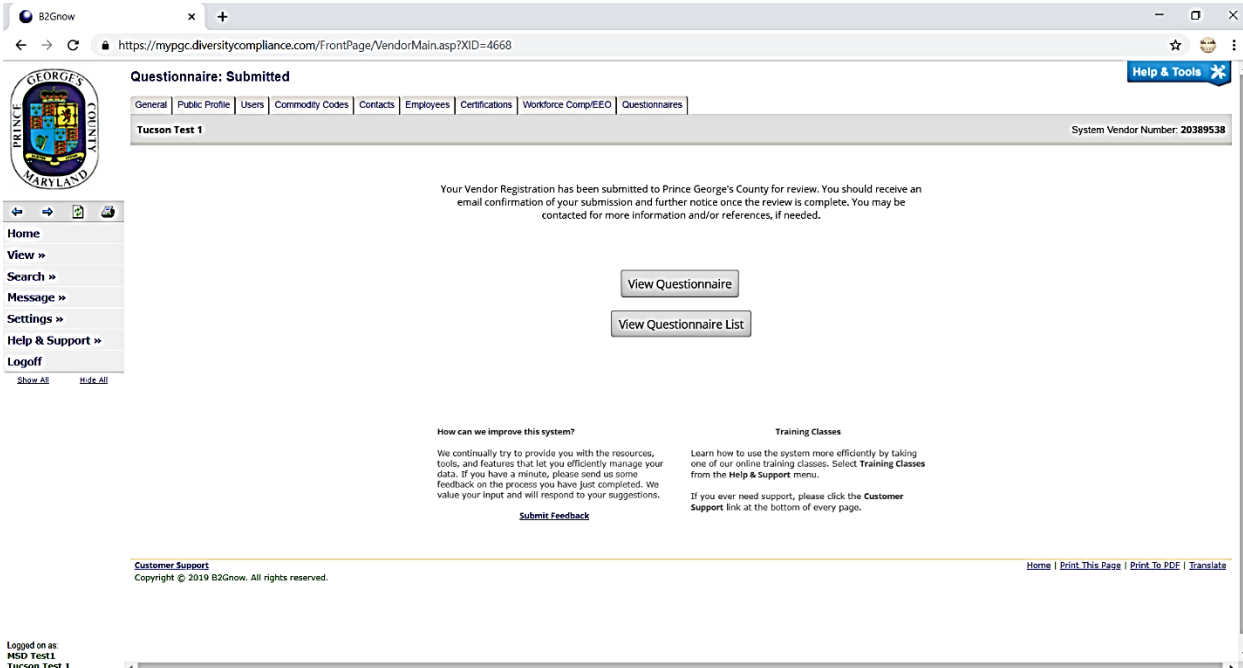 B2Gnow
https://mypgc.diversitycompliance.com/FrontPage/VendorMain.asp?XID=4668
PRINCE GEORGE'S COUNTY MARYLAND
Questionnaire: Submitted
Help & Tools
General Public Profile Users Commodity Codes Contacts Employees Certifications Workforce Comp/EEO Questionnaires
Tucson Test 1 System Vendor Number: 20389538
Your Vendor Registration has been submitted to Prince George's County for review. You should receive an
email confirmation of your submission and further notice once the review is complete. You may be
contacted for more information and/or references, if needed.
Home
View »
Search »
Message »
Settings »
Help & Support »
Logoff
Show All Hide All
View Questionnaire
View Questionnaire List
How can we improve this system?
We continually try to provide you with the resources,
tools, and features that let you efficiently manage your
data. If you have a minute, please send us some
feedback on the process you have just completed. We
value your input and will respond to your suggestions.
Submit Feedback
Training Classes
Learn how to use the system more efficiently by taking
one of our online training classes. Select Training Classes
from the Help & Support menu.
If you ever need support, please click the Customer
Support link at the bottom of every page.
Customer Support
Copyright © 2019 B2Gnow. All rights reserved.
Home | Print This Page | Print To PDF | Translate
Logged on as:
MSD Test1
Tucson Test 1